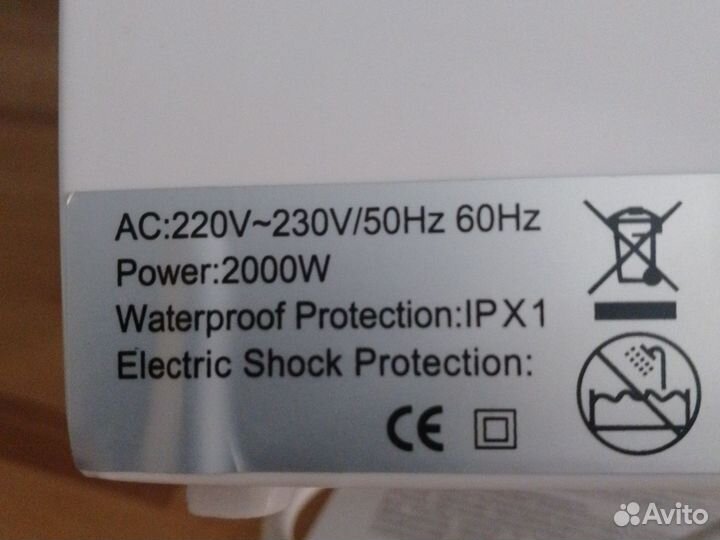 AC:220V~230V/50Hz 60Hz
Power:2000W
Waterproof Protection:IPX1
Electric Shock Protection:
CE
Avito